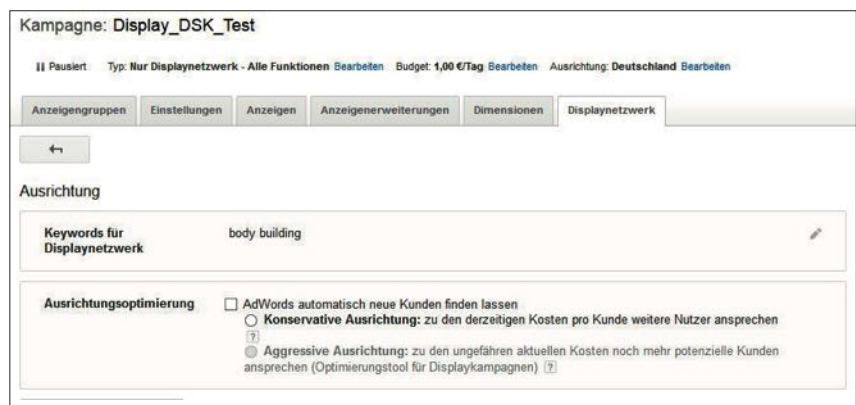 Kampagne: Display_DSK_Test
Pausiert Typ: Nur Displaynetzwerk - Alle Funktionen Bearbeiten Budget: 1,00 €/Tag Bearbeiten Ausrichtung: Deutschland Bearbeiten
Anzeigengruppen Einstellungen Anzeigen Anzeigenerweiterungen Dimensionen Displaynetzwerk
Ausrichtung
Keywords für
Displaynetzwerk
body building
Ausrichtungsoptimierung
AdWords automatisch neue Kunden finden lassen
Konservative Ausrichtung: zu den derzeitigen Kosten pro Kunde weitere Nutzer ansprechen
?
Aggressive Ausrichtung: zu den ungefähren aktuellen Kosten noch mehr potenzielle Kunden
ansprechen (Optimierungstool für Displaykampagnen) ?